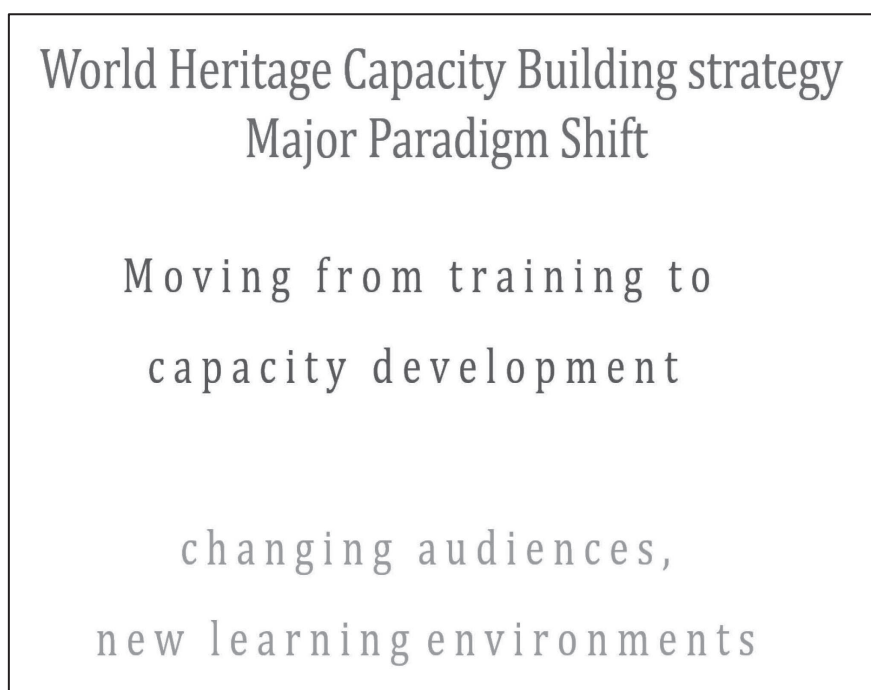 World Heritage Capacity Building strategy
Major Paradigm Shift
Moving from training to
capacity development
changing audiences,
new learning environments